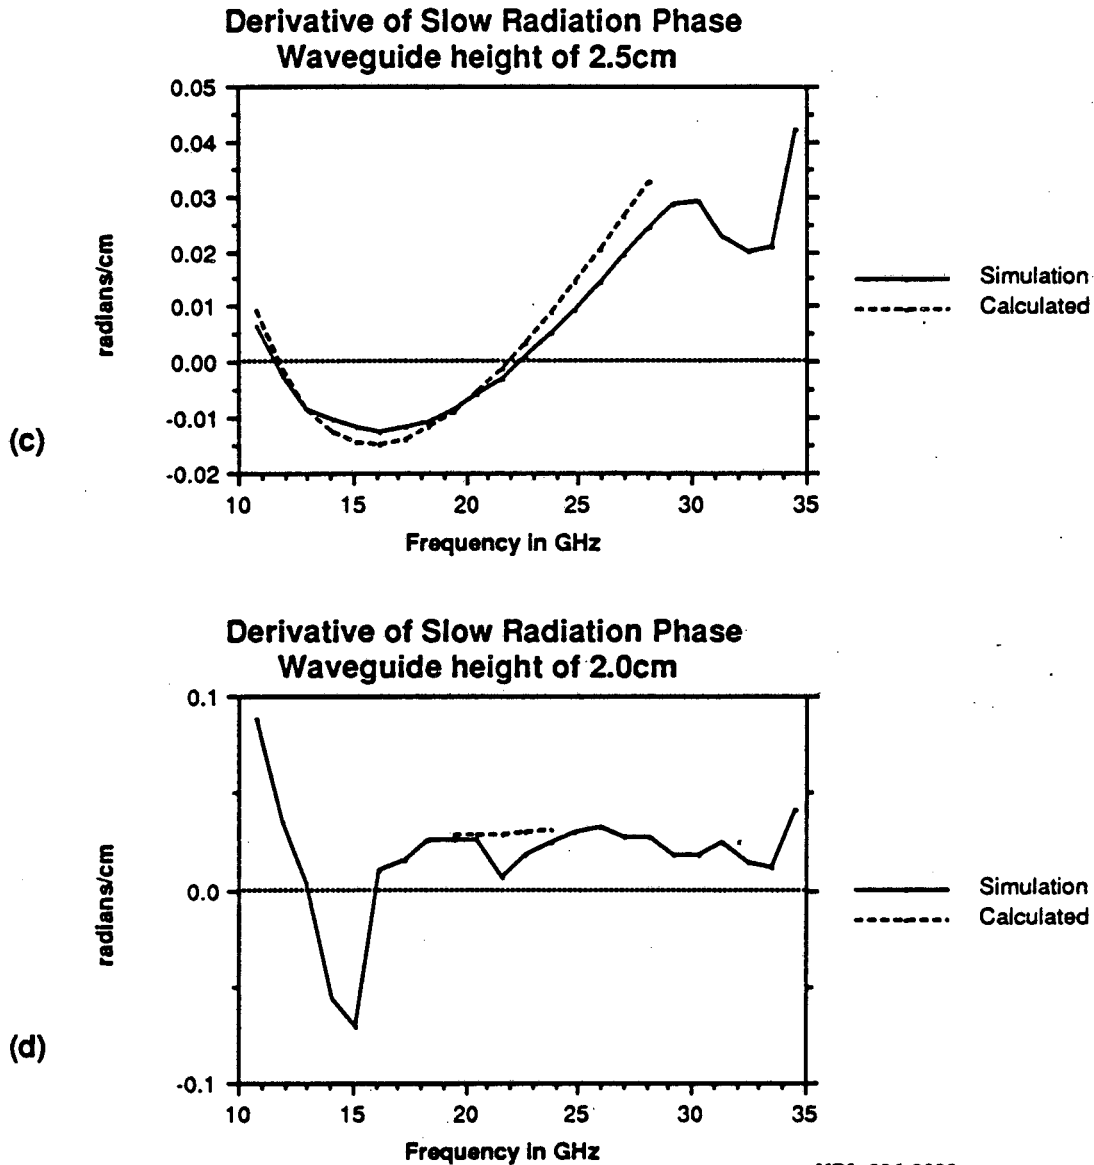 Derivative of Slow Radiation Phase
Waveguide height of 2.5cm
0.05
0.04
0.03
0.02
0.01
0.00
-0.01
-0.02
radians/cm
10 15 20 25 30 35
Frequency in GHz
Simulation
Calculated
(c)
Derivative of Slow Radiation Phase
Waveguide height of 2.0cm
0.1
0.0
-0.1
radians/cm
10 15 20 25 30 35
Frequency in GHz
Simulation
Calculated
(d)